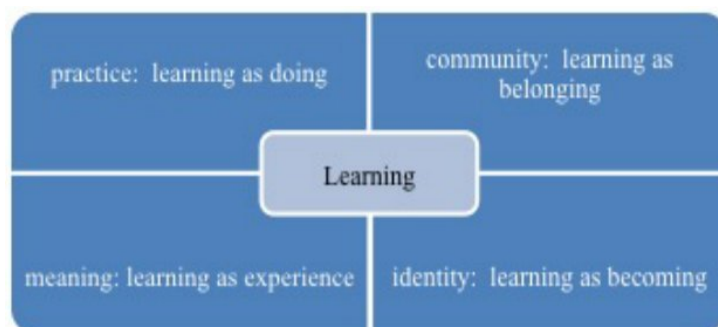 practice: learning as doing
community: learning as
belonging
Learning
meaning: learning as experience
identity: learning as becoming